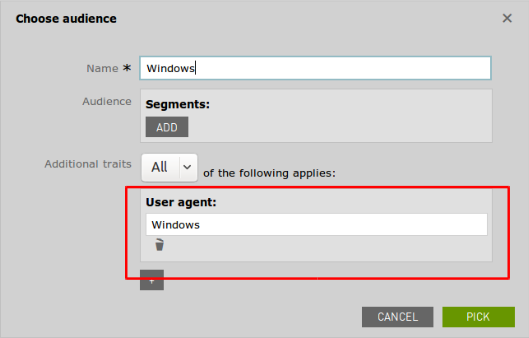 Choose audience ×
Name * Windows
Audience Segments:
ADD
Additional traits All of the following applies:
User agent:
Windows
+
CANCEL PICK